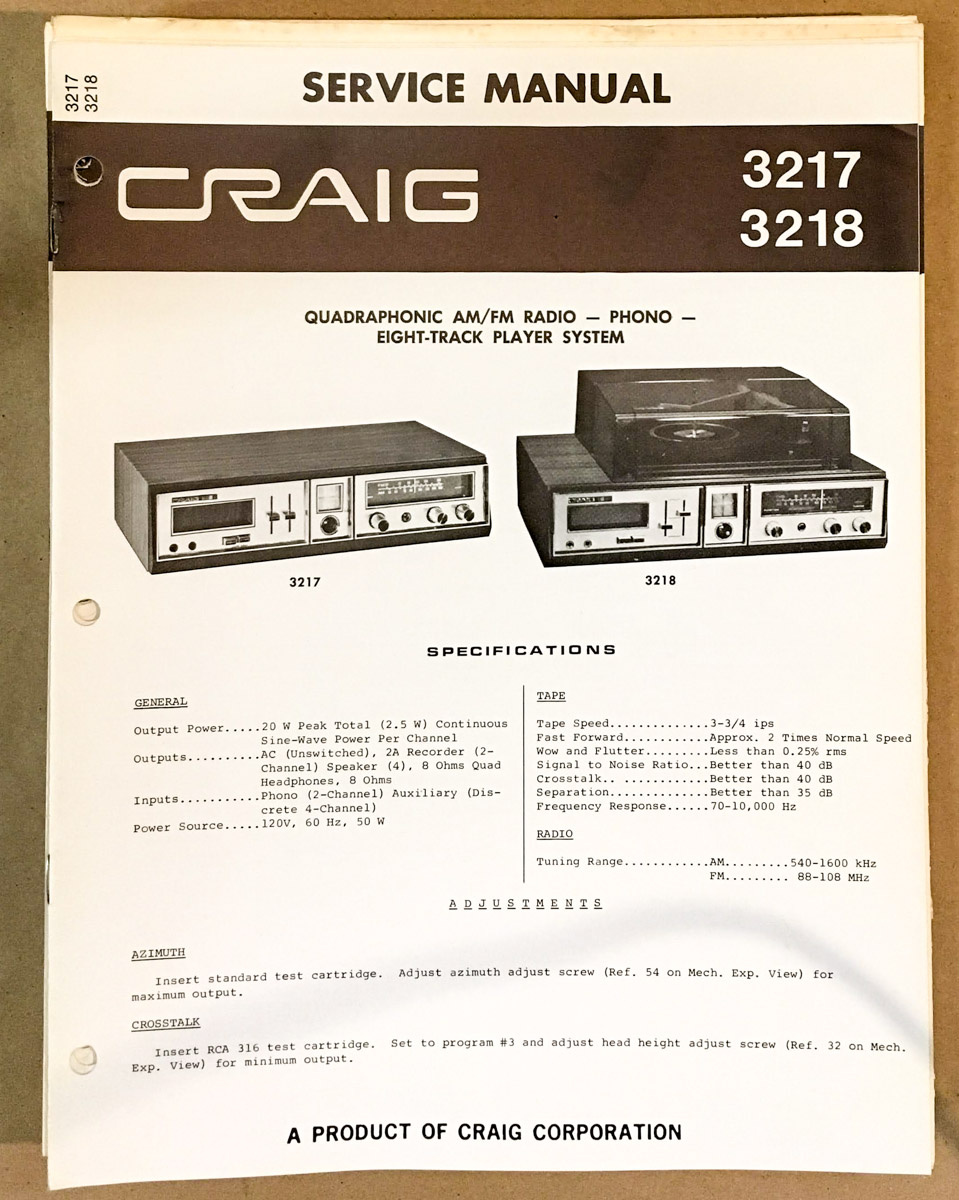 3217
3218
SERVICE MANUAL
CRAIG
3217
3218
QUADRAPHONIC AM/FM RADIO — PHONO —
EIGHT-TRACK PLAYER SYSTEM
3217
3218
SPECIFICATIONS
GENERAL
Output Power.....20 W Peak Total (2.5 W) Continuous
Sine-Wave Power Per Channel
Outputs..........AC (Unswitched), 2A Recorder (2-
Channel) Speaker (4), 8 Ohms Quad
Headphones, 8 Ohms
Inputs...........Phono (2-Channel) Auxiliary (Dis-
crete 4-Channel)
Power Source.....120V, 60 Hz, 50 W
TAPE
Tape Speed.............3-3/4 ips
Fast Forward...........Approx. 2 Times Normal Speed
Wow and Flutter........Less than 0.25% rms
Signal to Noise Ratio...Better than 40 dB
Crosstalk.. ...........Better than 40 dB
Separation.............Better than 35 dB
Frequency Response......70-10,000 Hz
RADIO
Tuning Range...........AM.........540-1600 kHz
FM......... 88-108 MHz
ADJUSTMENTS
AZIMUTH
Insert standard test cartridge. Adjust azimuth adjust screw (Ref. 54 on Mech. Exp. View) for
maximum output.
CROSSTALK
Insert RCA 316 test cartridge. Set to program #3 and adjust head height adjust screw (Ref. 32 on Mech.
Exp. View) for minimum output.
A PRODUCT OF CRAIG CORPORATION